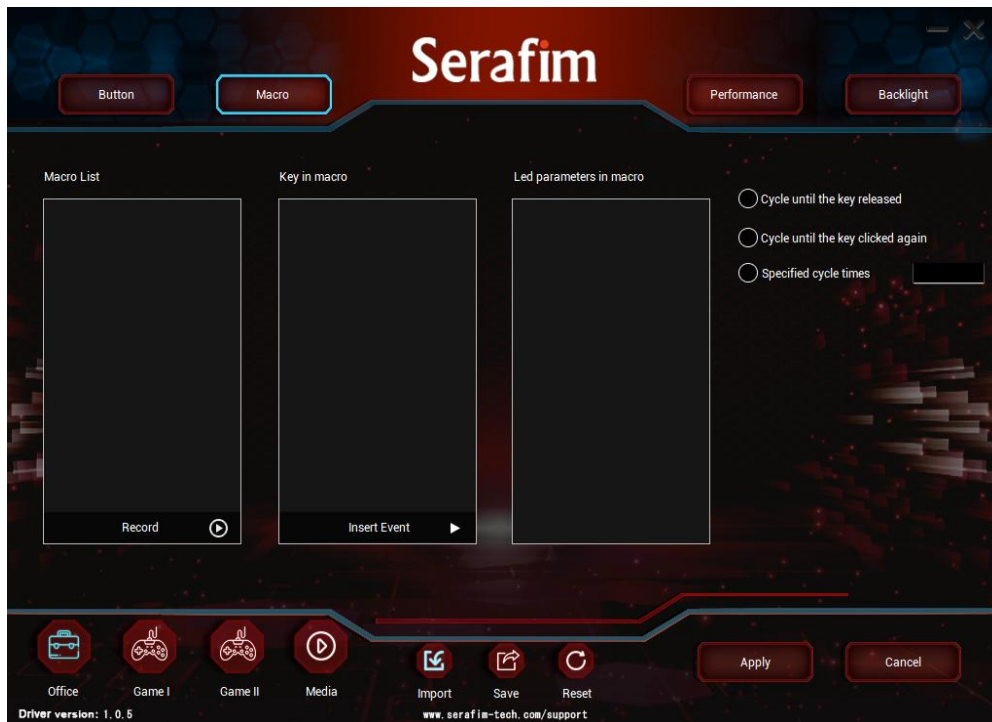 Serafim
Button
Macro
Performance
Backlight
Macro List
Key in macro
Led parameters in macro
Cycle until the key released
Cycle until the key clicked again
Specified cycle times
Record
Insert Event
Office
Game I
Game II
Media
Import
Save
Reset
Apply
Cancel
Driver version: 1.0.5
www.serafim-tech.com/support